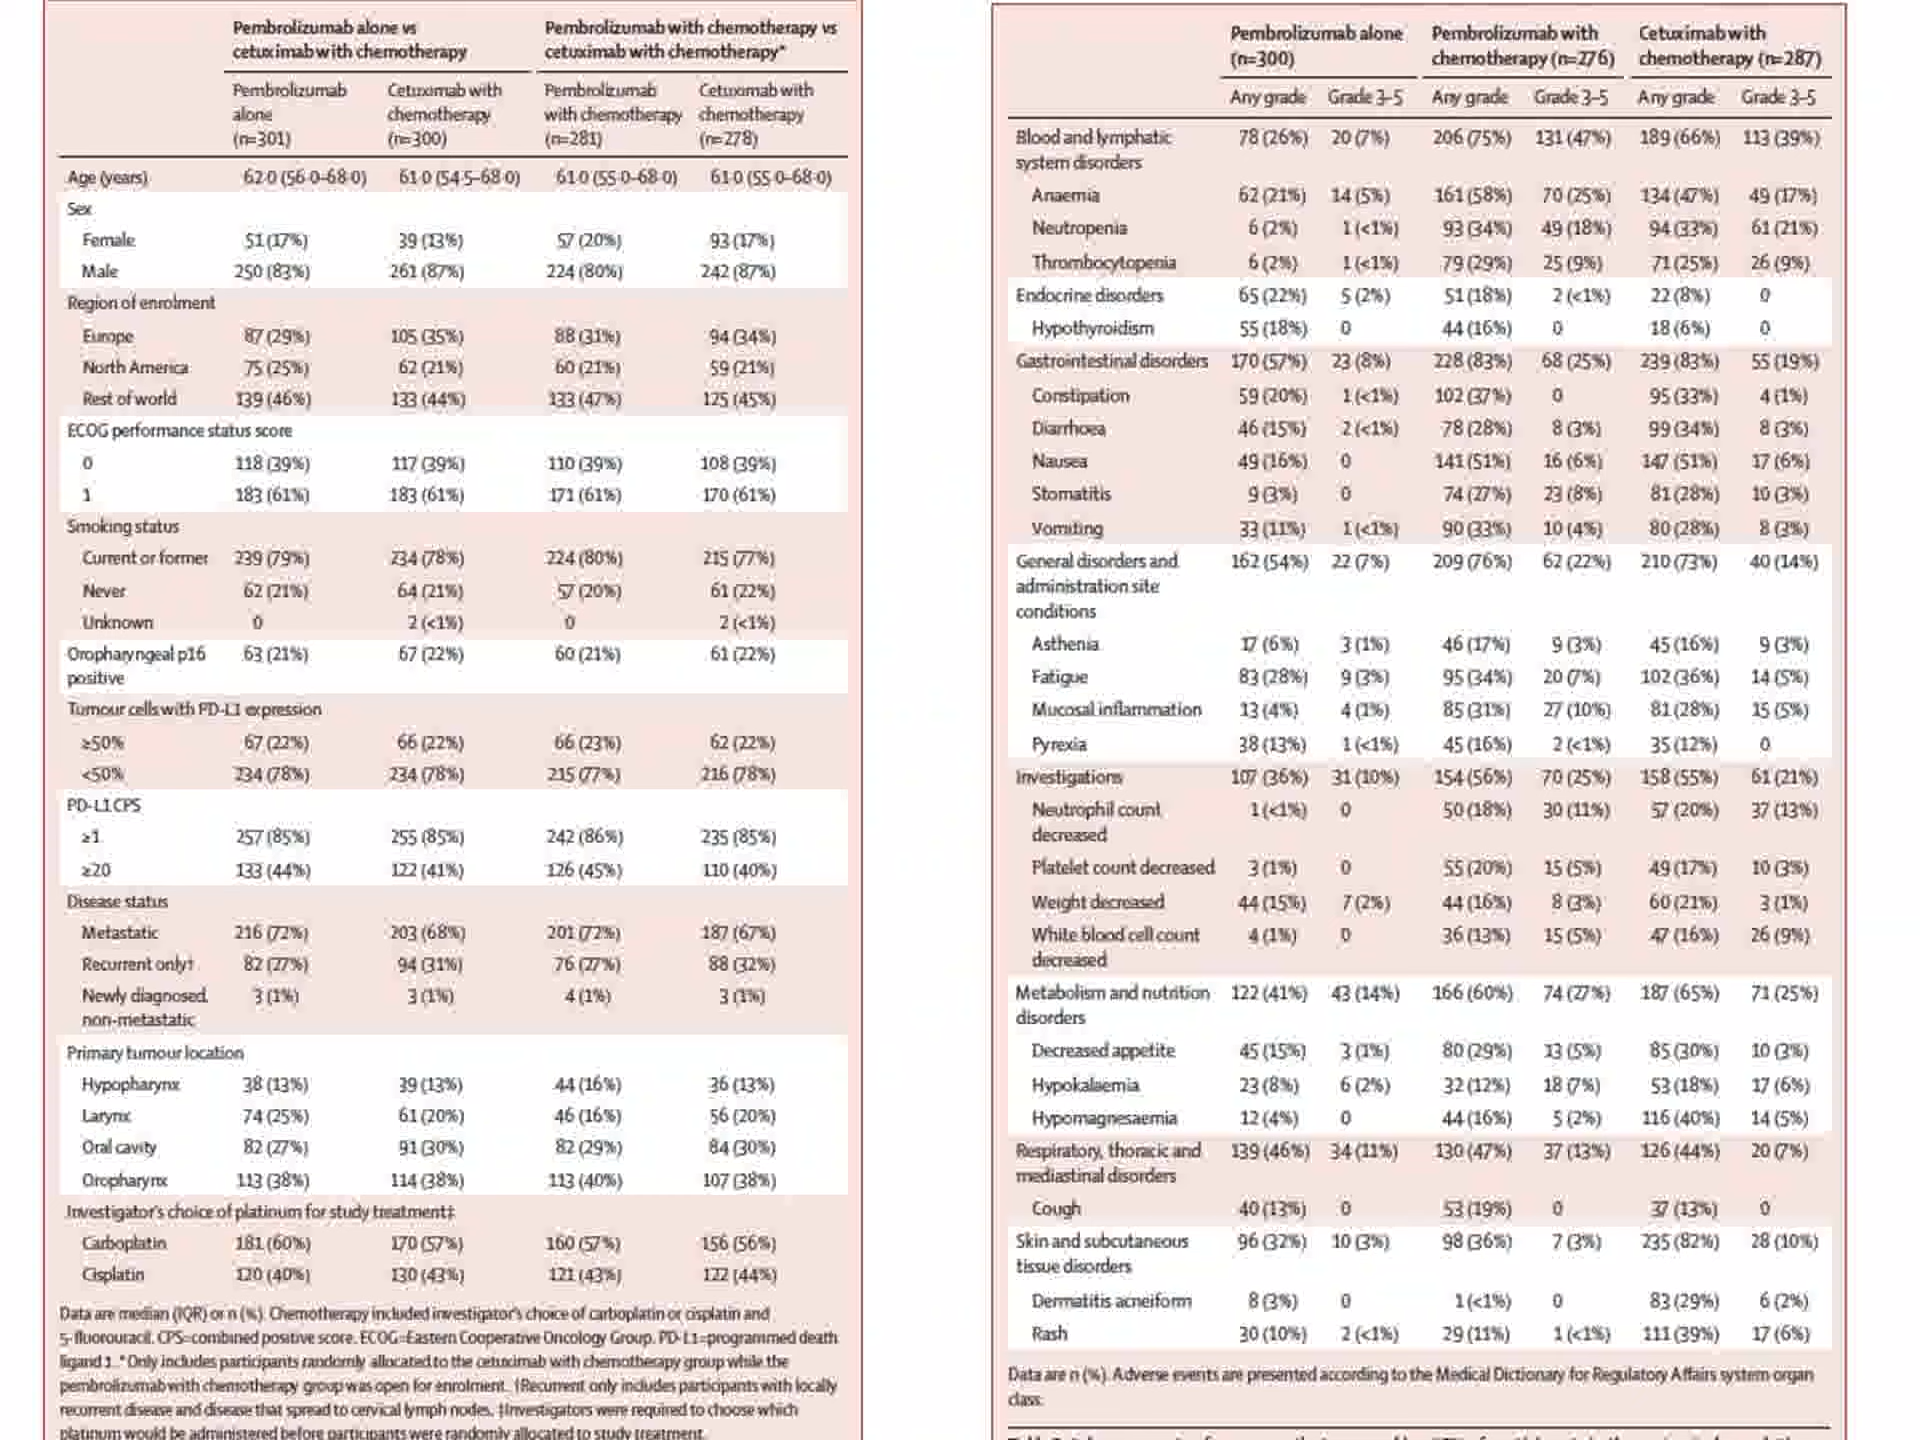 Pembrolizumab alone vs
cetuximab with chemotherapy
Pembrolizumab with chemotherapy vs
cetuximab with chemotherapy*
Pembrolizumab
alone
(n=301)
Cetuximab with
chemotherapy
(n=300)
Pembrolizumab
with chemotherapy
(n=281)
Cetuximab with
chemotherapy
(n=278)
Age (years) 62·0 (56·0–68·0) 61·0 (54·5–68·0) 61·0 (55·0–68·0) 61·0 (55·0–68·0)
Sex
Female 51 (17%) 39 (13%) 57 (20%) 93 (17%)
Male 250 (83%) 261 (87%) 224 (80%) 242 (87%)
Region of enrolment
Europe 87 (29%) 105 (35%) 88 (31%) 94 (34%)
North America 75 (25%) 62 (21%) 60 (21%) 59 (21%)
Rest of world 139 (46%) 133 (44%) 133 (47%) 125 (45%)
ECOG performance status score
0 118 (39%) 117 (39%) 110 (39%) 108 (39%)
1 183 (61%) 183 (61%) 171 (61%) 170 (61%)
Smoking status
Current or former 239 (79%) 234 (78%) 224 (80%) 215 (77%)
Never 62 (21%) 64 (21%) 57 (20%) 61 (22%)
Unknown 0 2 (<1%) 0 2 (<1%)
Oropharyngeal p16 63 (21%) 67 (22%) 60 (21%) 61 (22%)
positive
Tumour cells with PD-L1 expression
≥50% 67 (22%) 66 (22%) 66 (23%) 62 (22%)
<50% 234 (78%) 234 (78%) 215 (77%) 216 (78%)
PD-L1 CPS
≥1 257 (85%) 255 (85%) 242 (86%) 235 (85%)
≥20 133 (44%) 122 (41%) 126 (45%) 110 (40%)
Disease status
Metastatic 216 (72%) 203 (68%) 201 (72%) 187 (67%)
Recurrent only† 82 (27%) 94 (31%) 76 (27%) 88 (32%)
Newly diagnosed, 3 (1%) 3 (1%) 4 (1%) 3 (1%)
non-metastatic
Primary tumour location
Hypopharynx 38 (13%) 39 (13%) 44 (16%) 36 (13%)
Larynx 74 (25%) 61 (20%) 46 (16%) 56 (20%)
Oral cavity 82 (27%) 91 (30%) 82 (29%) 84 (30%)
Oropharynx 113 (38%) 114 (38%) 113 (40%) 107 (38%)
Investigator's choice of platinum for study treatment‡
Carboplatin 181 (60%) 170 (57%) 160 (57%) 156 (56%)
Cisplatin 120 (40%) 130 (43%) 121 (43%) 122 (44%)
Data are median (IQR) or n (%). Chemotherapy included investigator's choice of carboplatin or cisplatin and
5-fluorouracil. CPS=combined positive score. ECOG=Eastern Cooperative Oncology Group. PD-L1=programmed death
ligand 1. *Only includes participants randomly allocated to the cetuximab with chemotherapy group while the
pembrolizumab with chemotherapy group was open for enrolment. †Recurrent only includes participants with locally
recurrent disease and disease that spread to cervical lymph nodes. ‡Investigators were required to choose which
platinum would be administered before participants were randomly allocated to study treatment.
Pembrolizumab alone
(n=300)
Pembrolizumab with
chemotherapy (n=276)
Cetuximab with
chemotherapy (n=287)
Any grade Grade 3–5 Any grade Grade 3–5 Any grade Grade 3–5
Blood and lymphatic 78 (26%) 20 (7%) 206 (75%) 131 (47%) 189 (66%) 113 (39%)
system disorders
Anaemia 62 (21%) 14 (5%) 161 (58%) 70 (25%) 134 (47%) 49 (17%)
Neutropenia 6 (2%) 1 (<1%) 93 (34%) 49 (18%) 94 (33%) 61 (21%)
Thrombocytopenia 6 (2%) 1 (<1%) 79 (29%) 25 (9%) 71 (25%) 26 (9%)
Endocrine disorders 65 (22%) 5 (2%) 51 (18%) 2 (<1%) 22 (8%) 0
Hypothyroidism 55 (18%) 0 44 (16%) 0 18 (6%) 0
Gastrointestinal disorders 170 (57%) 23 (8%) 228 (83%) 68 (25%) 239 (83%) 55 (19%)
Constipation 59 (20%) 1 (<1%) 102 (37%) 0 95 (33%) 4 (1%)
Diarrhoea 46 (15%) 2 (<1%) 78 (28%) 8 (3%) 99 (34%) 8 (3%)
Nausea 49 (16%) 0 141 (51%) 16 (6%) 147 (51%) 17 (6%)
Stomatitis 9 (3%) 0 74 (27%) 23 (8%) 81 (28%) 10 (3%)
Vomiting 33 (11%) 1 (<1%) 90 (33%) 10 (4%) 80 (28%) 8 (3%)
General disorders and 162 (54%) 22 (7%) 209 (76%) 62 (22%) 210 (73%) 40 (14%)
administration site
conditions
Asthenia 17 (6%) 3 (1%) 46 (17%) 9 (3%) 45 (16%) 9 (3%)
Fatigue 83 (28%) 9 (3%) 95 (34%) 20 (7%) 102 (36%) 14 (5%)
Mucosal inflammation 13 (4%) 4 (1%) 85 (31%) 27 (10%) 81 (28%) 15 (5%)
Pyrexia 38 (13%) 1 (<1%) 45 (16%) 2 (<1%) 35 (12%) 0
Investigations 107 (36%) 31 (10%) 154 (56%) 70 (25%) 158 (55%) 61 (21%)
Neutrophil count 1 (<1%) 0 50 (18%) 30 (11%) 57 (20%) 37 (13%)
decreased
Platelet count decreased 3 (1%) 0 55 (20%) 15 (5%) 49 (17%) 10 (3%)
Weight decreased 44 (15%) 7 (2%) 44 (16%) 8 (3%) 60 (21%) 3 (1%)
White blood cell count 4 (1%) 0 36 (13%) 15 (5%) 47 (16%) 26 (9%)
decreased
Metabolism and nutrition 122 (41%) 43 (14%) 166 (60%) 74 (27%) 187 (65%) 71 (25%)
disorders
Decreased appetite 45 (15%) 3 (1%) 80 (29%) 13 (5%) 85 (30%) 10 (3%)
Hypokalaemia 23 (8%) 6 (2%) 32 (12%) 18 (7%) 53 (18%) 17 (6%)
Hypomagnesaemia 12 (4%) 0 44 (16%) 5 (2%) 116 (40%) 14 (5%)
Respiratory, thoracic and 139 (46%) 34 (11%) 130 (47%) 37 (13%) 126 (44%) 20 (7%)
mediastinal disorders
Cough 40 (13%) 0 53 (19%) 0 37 (13%) 0
Skin and subcutaneous 96 (32%) 10 (3%) 98 (36%) 7 (3%) 235 (82%) 28 (10%)
tissue disorders
Dermatitis acneiform 8 (3%) 0 1 (<1%) 0 83 (29%) 6 (2%)
Rash 30 (10%) 2 (<1%) 29 (11%) 1 (<1%) 111 (39%) 17 (6%)
Data are n (%). Adverse events are presented according to the Medical Dictionary for Regulatory Affairs system organ
class.